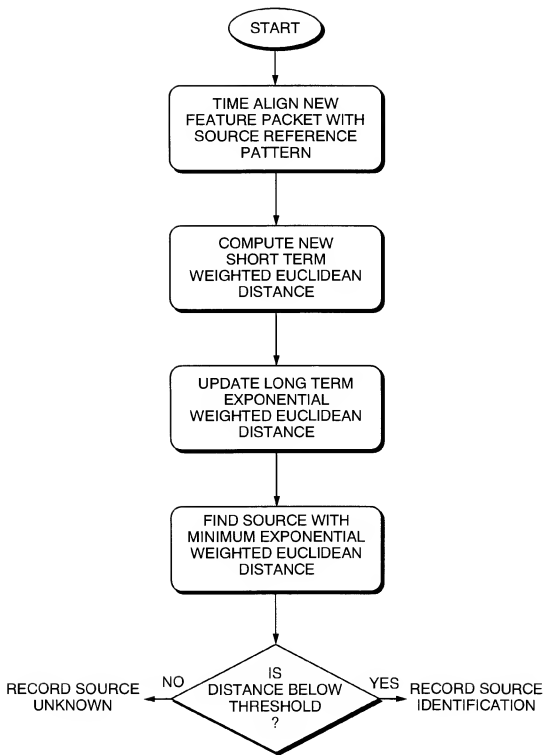 START
TIME ALIGN NEW
FEATURE PACKET WITH
SOURCE REFERENCE
PATTERN
COMPUTE NEW
SHORT TERM
WEIGHTED EUCLIDEAN
DISTANCE
UPDATE LONG TERM
EXPONENTIAL
WEIGHTED EUCLIDEAN
DISTANCE
FIND SOURCE WITH
MINIMUM EXPONENTIAL
WEIGHTED EUCLIDEAN
DISTANCE
IS
DISTANCE BELOW
THRESHOLD
?
NO
RECORD SOURCE
UNKNOWN
YES
RECORD SOURCE
IDENTIFICATION